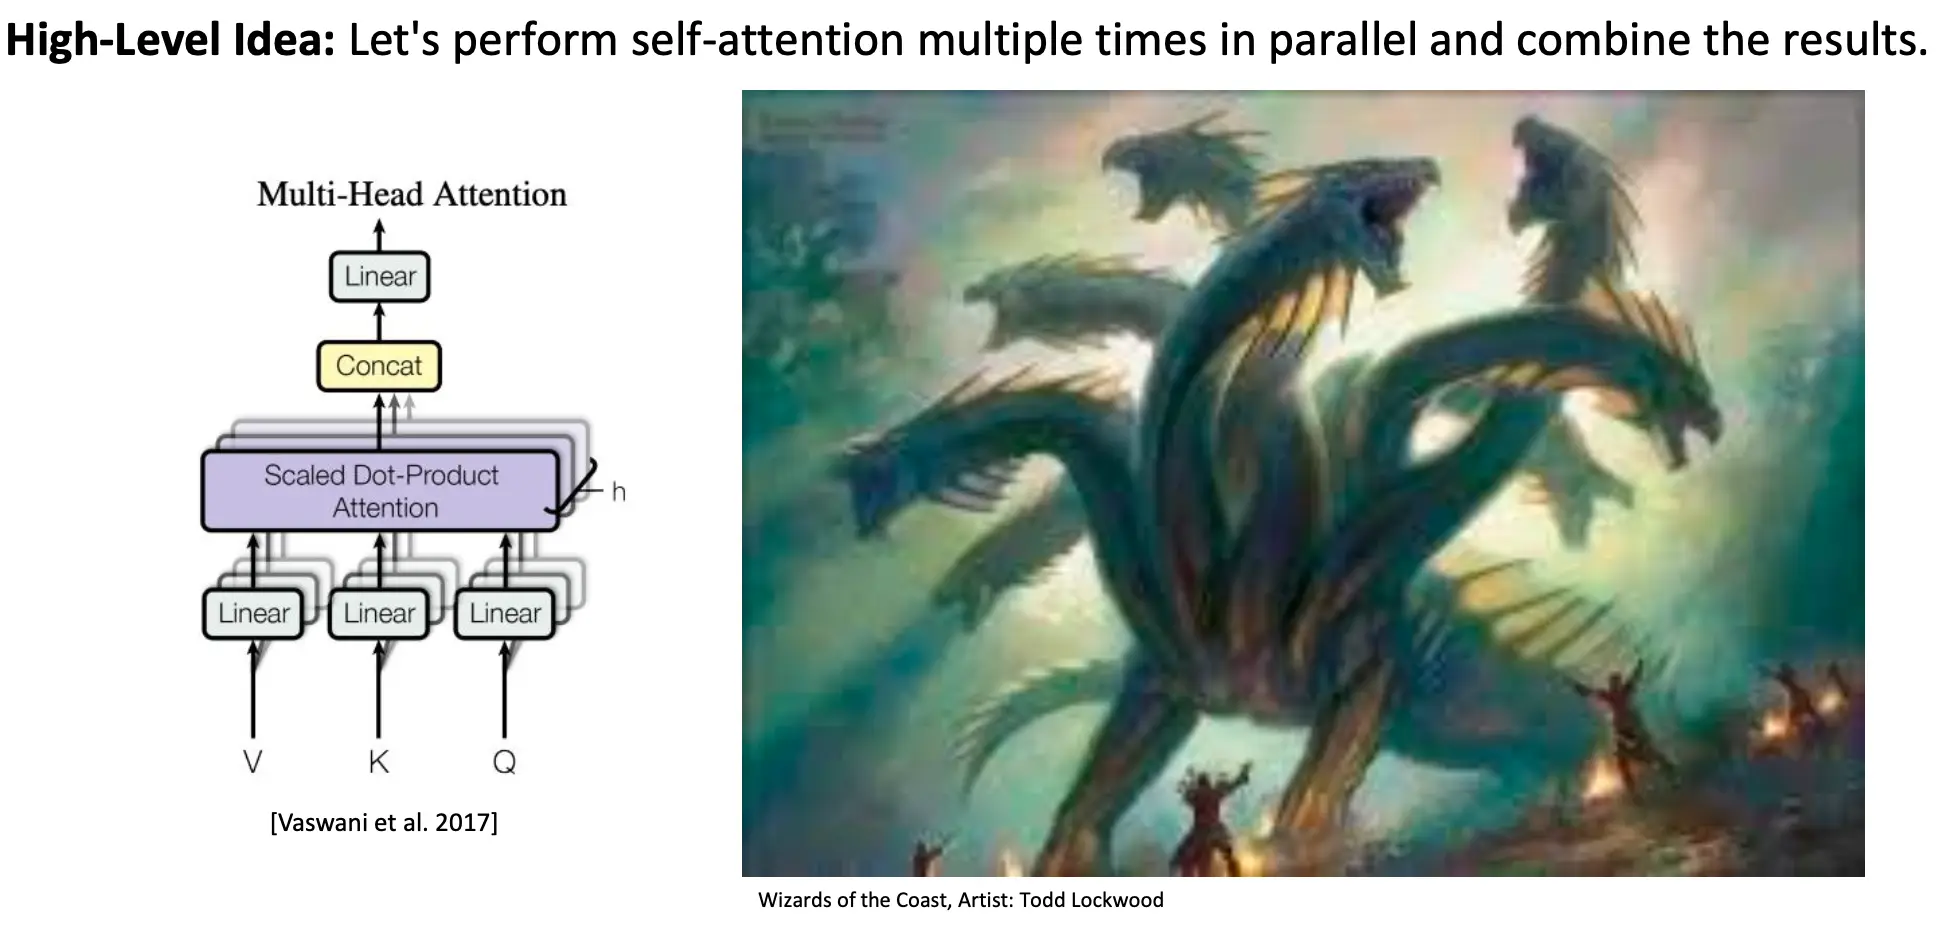 High-Level Idea: Let's perform self-attention multiple times in parallel and combine the results.
Multi-Head Attention
Linear
Concat
Scaled Dot-Product
Attention
h
Linear Linear Linear
V K Q
[Vaswani et al. 2017]
Wizards of the Coast, Artist: Todd Lockwood